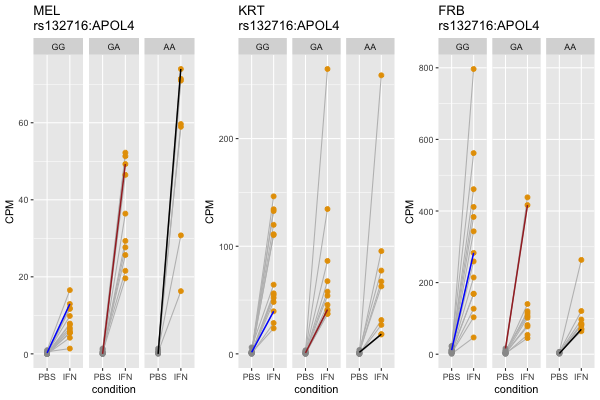 MEL
rs132716:APOL4
GG GA AA
60
40
20
0
CPM
PBS IFN PBS IFN PBS IFN
condition
KRT
rs132716:APOL4
GG GA AA
200
100
0
CPM
PBS IFN PBS IFN PBS IFN
condition
FRB
rs132716:APOL4
GG GA AA
800
600
400
200
0
CPM
PBS IFN PBS IFN PBS IFN
condition